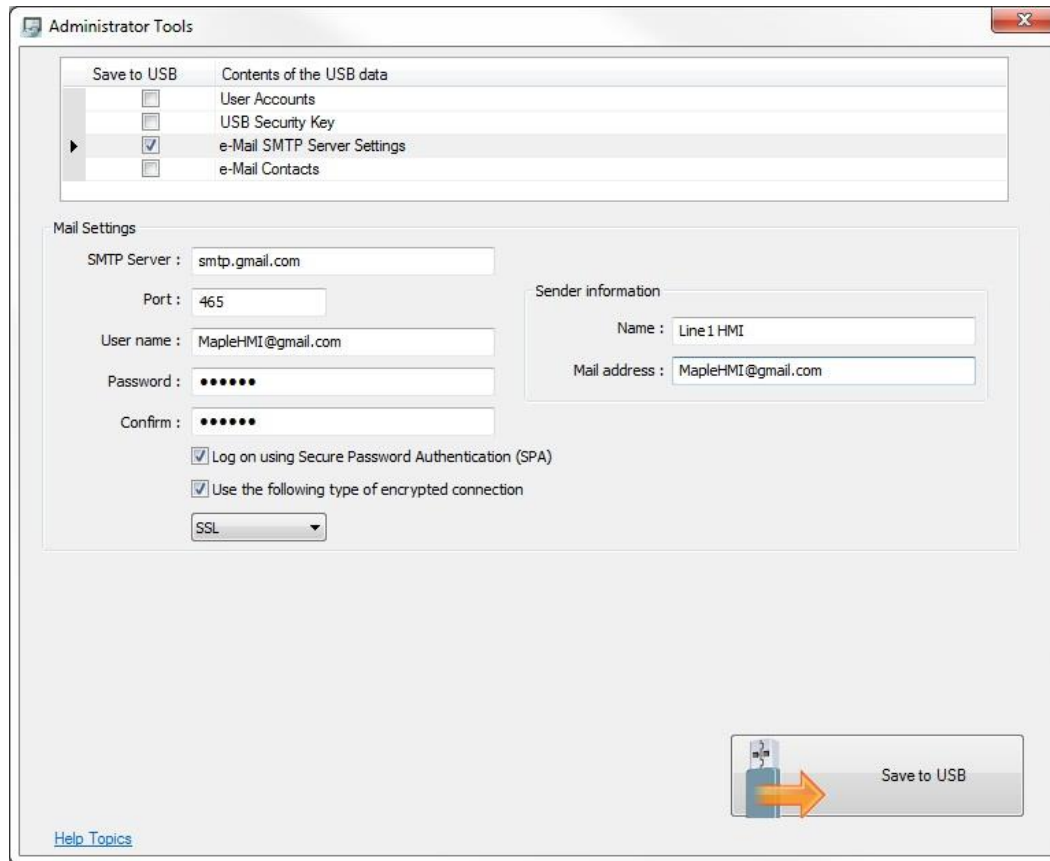 Administrator Tools
Save to USB Contents of the USB data
User Accounts
USB Security Key
e-Mail SMTP Server Settings
e-Mail Contacts
Mail Settings
SMTP Server : smtp.gmail.com
Port : 465
User name : MapleHMI@gmail.com
Password : ••••••
Confirm : ••••••
Log on using Secure Password Authentication (SPA)
Use the following type of encrypted connection
SSL
Sender information
Name : Line1 HMI
Mail address : MapleHMI@gmail.com
Save to USB
Help Topics